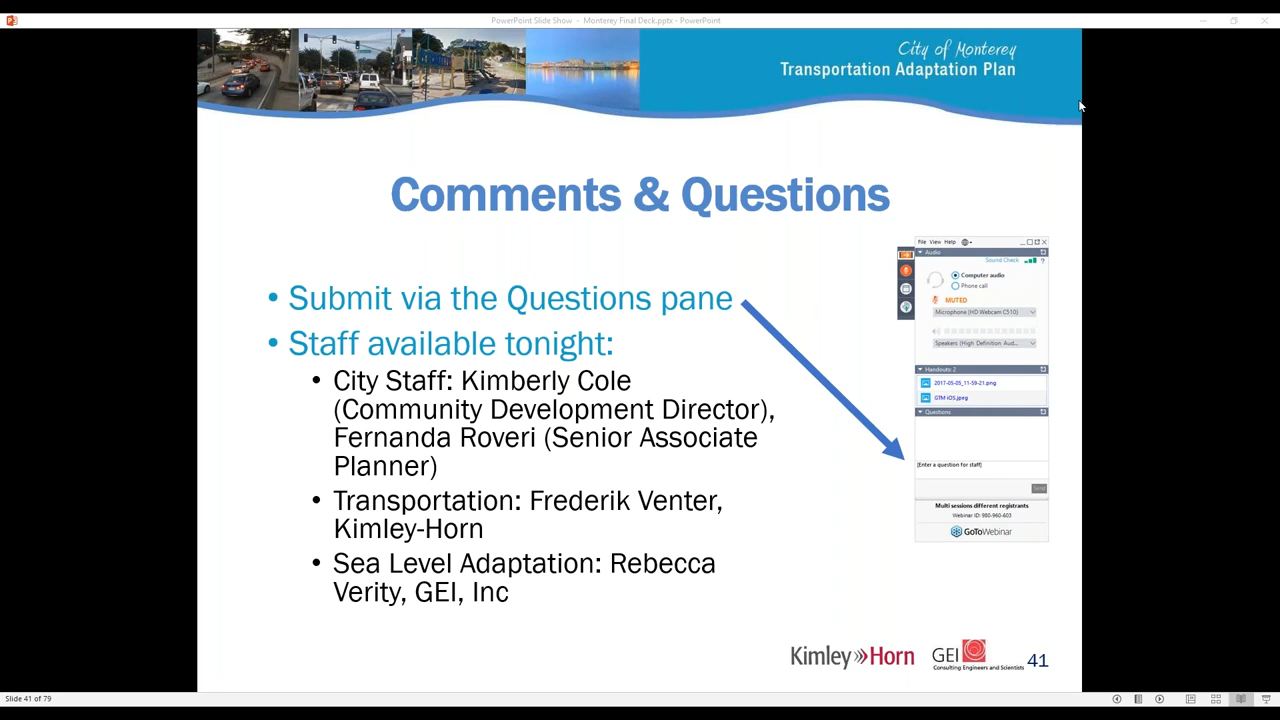 PowerPoint Slide Show - Monterey Final Deck.pptx - PowerPoint
City of Monterey
Transportation Adaptation Plan
Comments & Questions
• Submit via the Questions pane
• Staff available tonight:
• City Staff: Kimberly Cole
(Community Development Director),
Fernanda Roveri (Senior Associate
Planner)
• Transportation: Frederik Venter,
Kimley-Horn
• Sea Level Adaptation: Rebecca
Verity, GEI, Inc
File View Help
Audio
Sound Check
?
Computer audio
Phone call
MUTED
Microphone (HD Webcam C510)
Speakers (High Definition Aud...
Handouts 2
2017-05-05_11-59-21.png
GTM iOS.jpeg
Questions
[Enter a question for staff]
Send
Multi sessions different registrants
Webinar ID: 980-960-603
GoToWebinar
Kimley»Horn
GEI
Consulting Engineers and Scientists
41
Slide 41 of 79